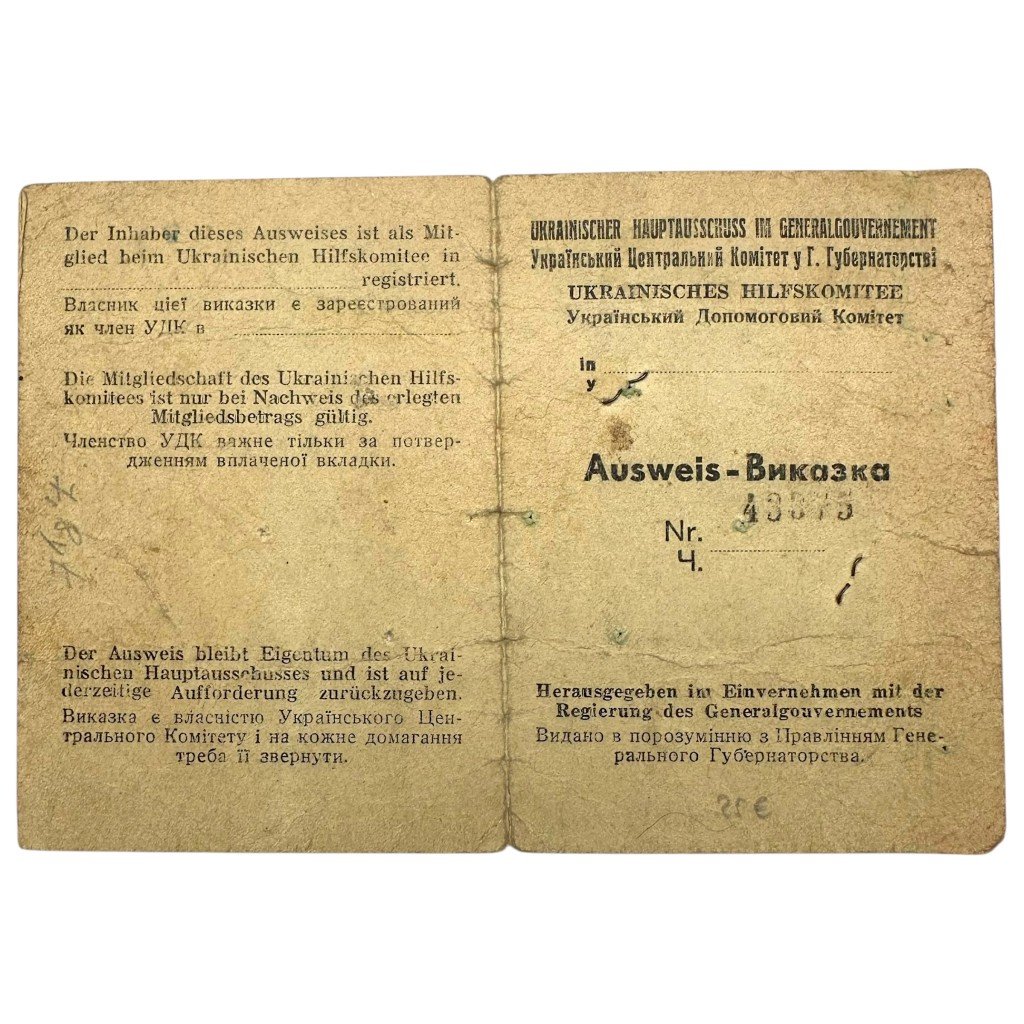 Der Inhaber dieses Ausweises ist als Mit-
glied beim Ukrainischen Hilfskomitee in
registriert.
Власник цієї виказки є зареєстрований
як член УДК в
Die Mitgliedschaft des Ukrainischen Hilfs-
komitees ist nur bei Nachweis des erlegten
Mitgliedsbetrags gültig.
Членство УДК важне тільки за потвер-
дженням вплаченої вкладки.
Der Ausweis bleibt Eigentum des Ukrai-
nischen Hauptausschusses und ist auf je-
derzeitige Aufforderung zurückzugeben.
Виказка є власністю Українського Цен-
трального Комітету і на кожне домагання
треба її звернути.
UKRAINISCHER HAUPTAUSSCHUSS IM GENERALGOUVERNEMENT
Український Центральний Комітет у Г. Губернаторстві
UKRAINISCHES HILFSKOMITEE
Український Допомоговий Комітет
in
у
Ausweis - Виказка
Nr.
Ч.
Herausgegeben im Einvernehmen mit der
Regierung des Generalgouvernements
Видано в порозумінню з Правлінням Гене-
рального Губернаторства.